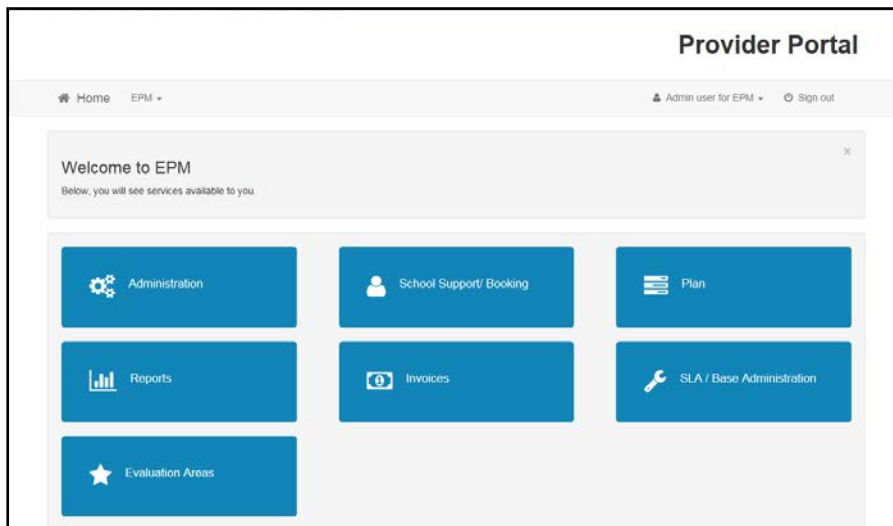 Provider Portal
Home EPM Admin user for EPM Sign out
Welcome to EPM
Below, you will see services available to you.
Administration School Support/ Booking Plan
Reports Invoices SLA / Base Administration
Evaluation Areas